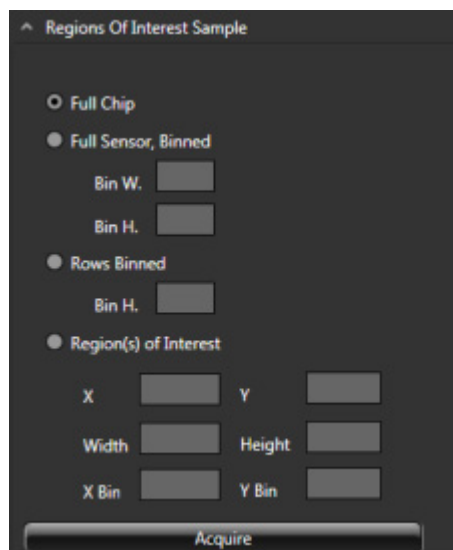 Regions Of Interest Sample
Full Chip
Full Sensor, Binned
Bin W.
Bin H.
Rows Binned
Bin H.
Region(s) of Interest
X Y
Width Height
X Bin Y Bin
Acquire